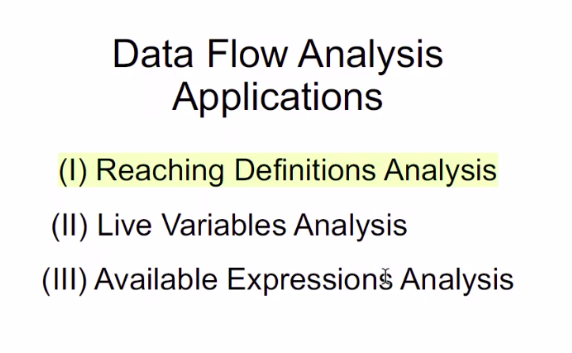 Data Flow Analysis
Applications
(I) Reaching Definitions Analysis
(II) Live Variables Analysis
(III) Available Expressions Analysis